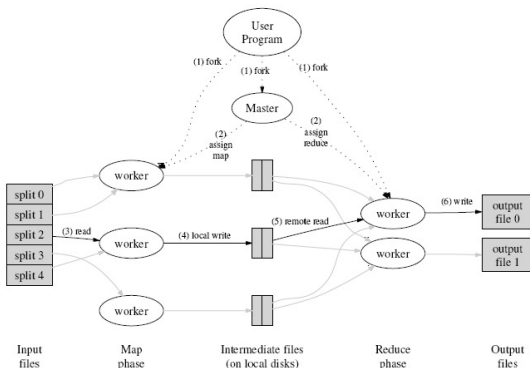 User
Program
(1) fork
(1) fork
(1) fork
Master
(2)
assign
map
(2)
assign
reduce
worker
split 0
split 1
split 2
split 3
split 4
(3) read
worker
(4) local write
(5) remote read
worker
(6) write
output
file 0
worker
output
file 1
worker
Input
files
Map
phase
Intermediate files
(on local disks)
Reduce
phase
Output
files